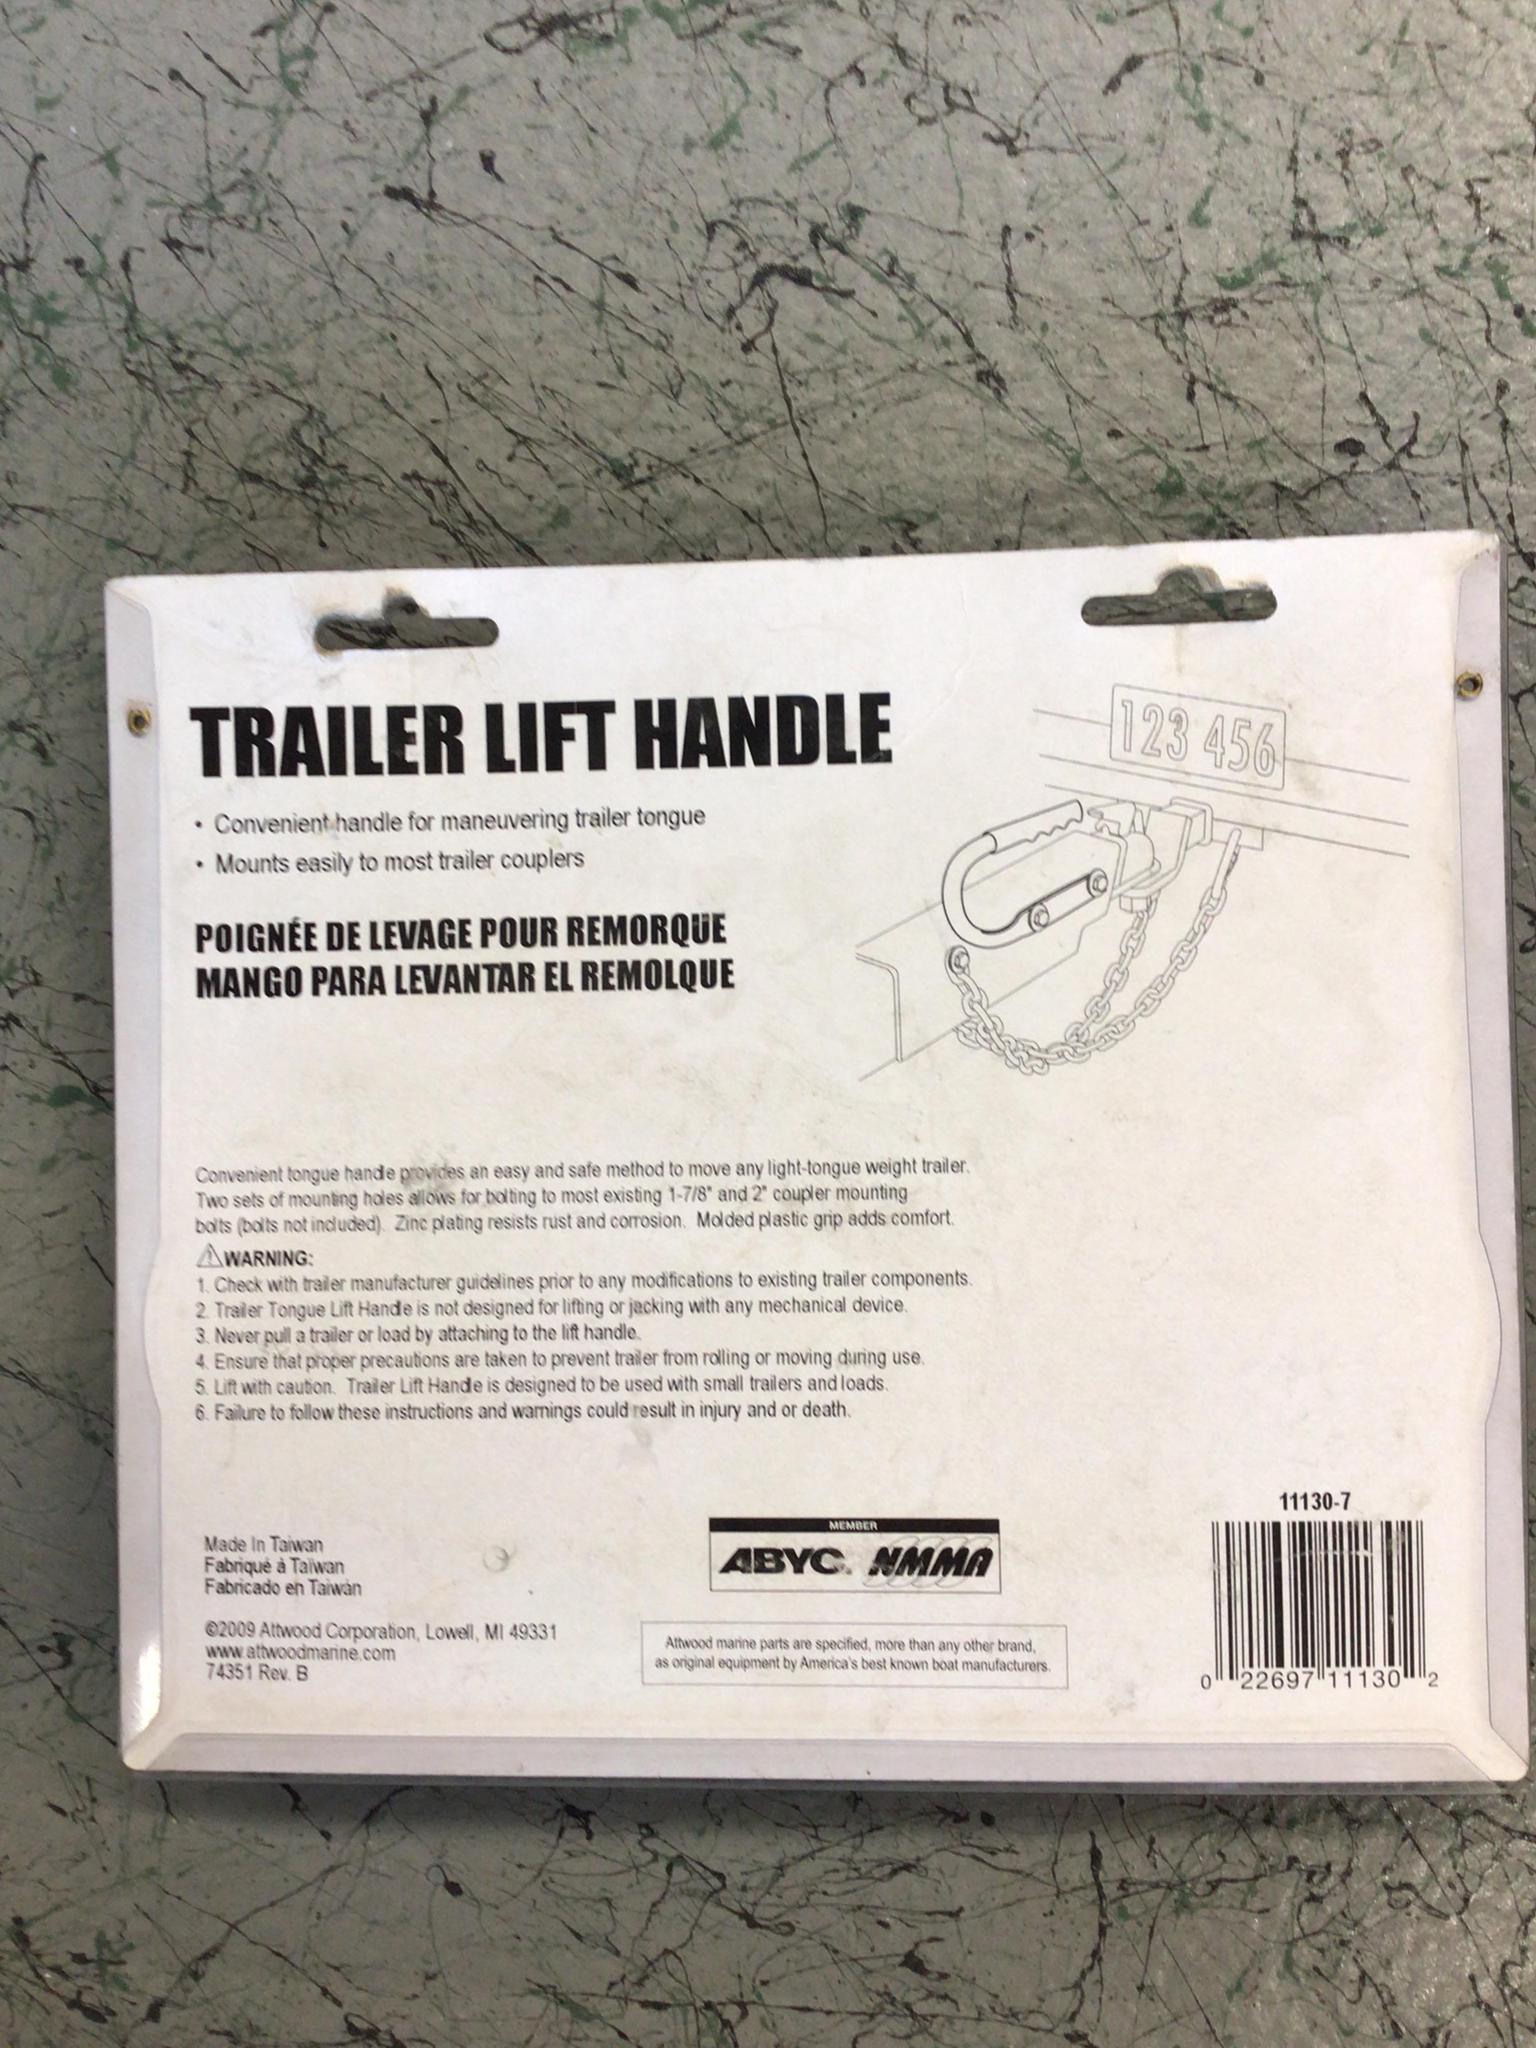 TRAILER LIFT HANDLE
• Convenient handle for maneuvering trailer tongue
• Mounts easily to most trailer couplers
POIGNÉE DE LEVAGE POUR REMORQUE
MANGO PARA LEVANTAR EL REMOLQUE
123 456
Convenient tongue handle provides an easy and safe method to move any light-tongue weight trailer.
Two sets of mounting holes allows for bolting to most existing 1-7/8" and 2" coupler mounting
bolts (bolts not included). Zinc plating resists rust and corrosion. Molded plastic grip adds comfort.
⚠WARNING:
1. Check with trailer manufacturer guidelines prior to any modifications to existing trailer components.
2. Trailer Tongue Lift Handle is not designed for lifting or jacking with any mechanical device.
3. Never pull a trailer or load by attaching to the lift handle.
4. Ensure that proper precautions are taken to prevent trailer from rolling or moving during use.
5. Lift with caution. Trailer Lift Handle is designed to be used with small trailers and loads.
6. Failure to follow these instructions and warnings could result in injury and or death.
Made In Taiwan
Fabriqué à Taïwan
Fabricado en Taiwán
©2009 Attwood Corporation, Lowell, MI 49331
www.attwoodmarine.com
74351 Rev. B
MEMBER
ABYC NMMA
Attwood marine parts are specified, more than any other brand,
as original equipment by America's best known boat manufacturers.
11130-7
0 22697 11130 2